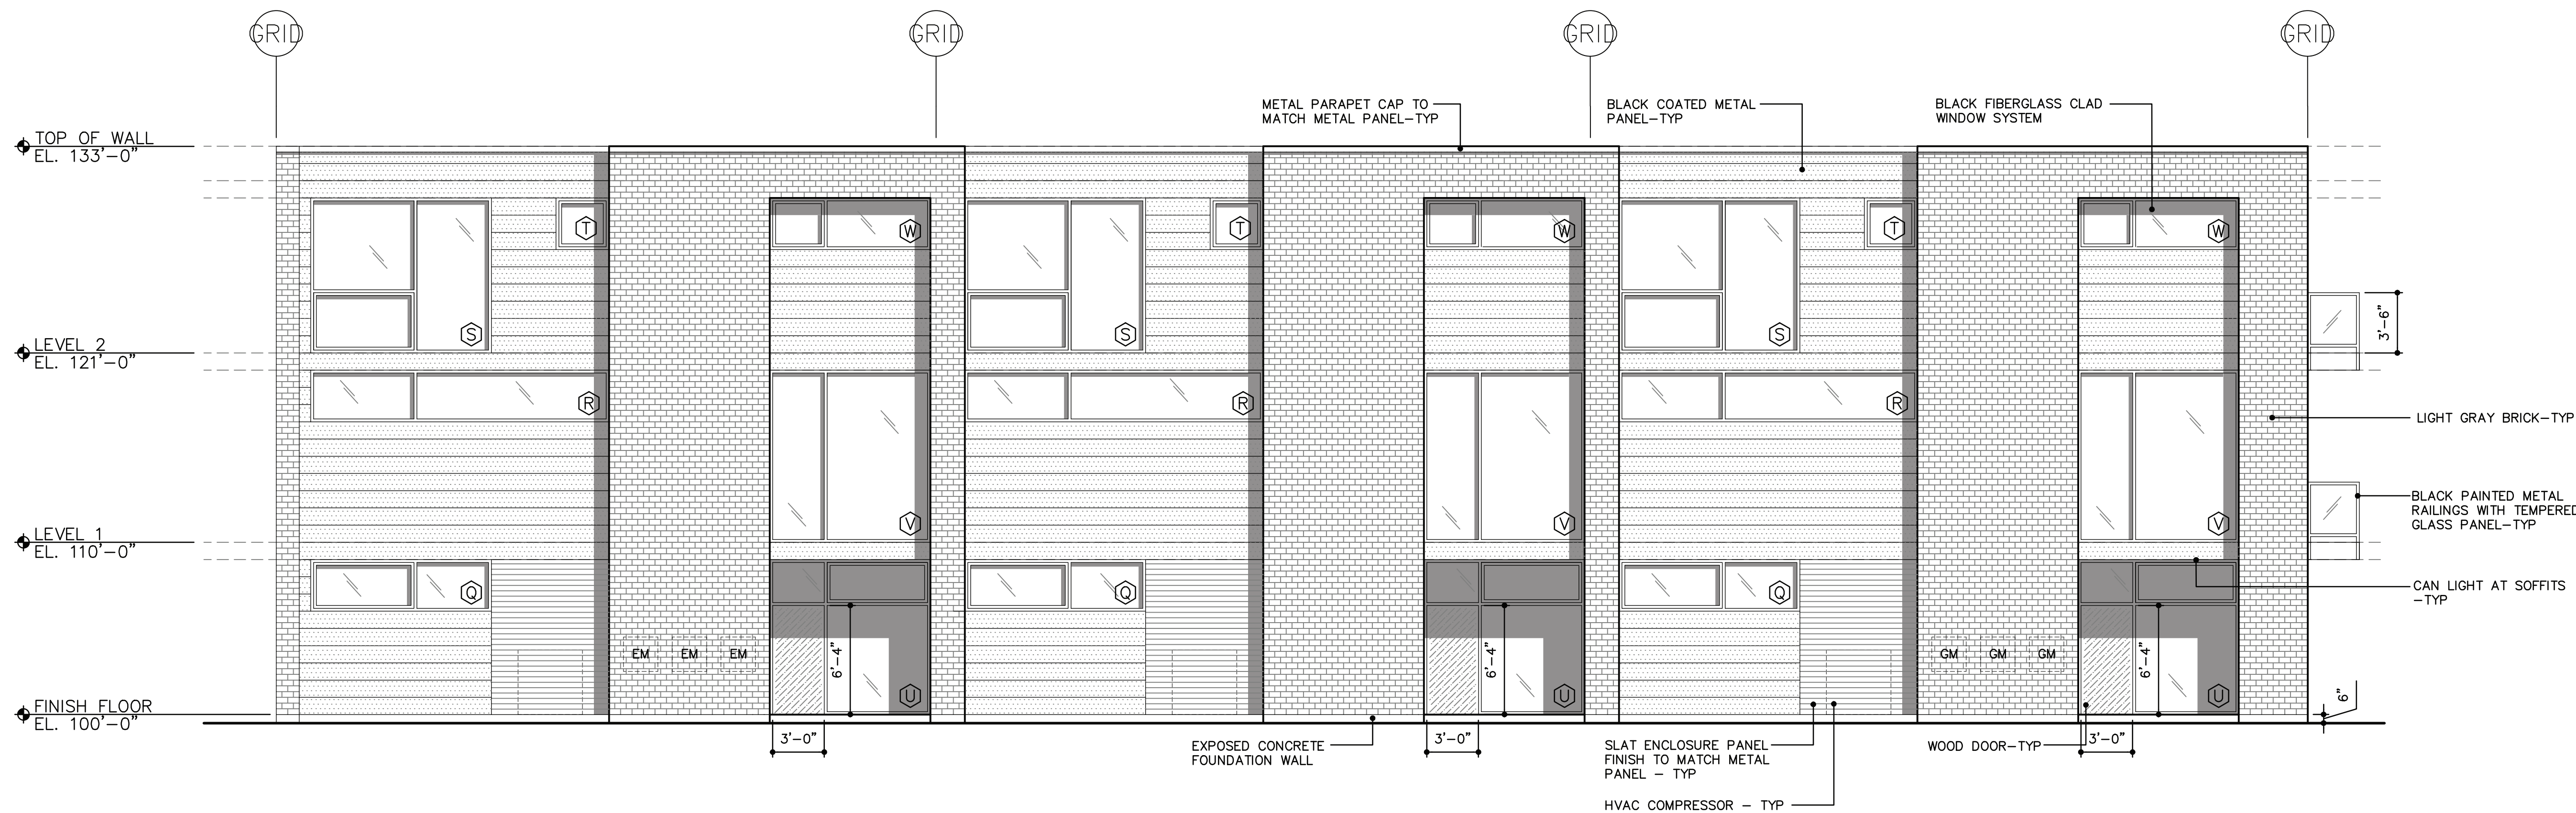 GRID GRID GRID GRID
METAL PARAPET CAP TO
MATCH METAL PANEL-TYP
BLACK COATED METAL
PANEL-TYP
BLACK FIBERGLASS CLAD
WINDOW SYSTEM
TOP OF WALL
EL. 133'-0"
T W T W T W
S S S
3'-6"
LEVEL 2
EL. 121'-0"
R R R
LIGHT GRAY BRICK-TYP
V V V
BLACK PAINTED METAL
RAILINGS WITH TEMPERED
GLASS PANEL-TYP
LEVEL 1
EL. 110'-0"
Q Q Q
CAN LIGHT AT SOFFITS
-TYP
EM EM EM
GM GM GM
6'-4" 6'-4" 6'-4"
U U U
FINISH FLOOR
EL. 100'-0"
6"
3'-0" 3'-0" 3'-0"
EXPOSED CONCRETE
FOUNDATION WALL
SLAT ENCLOSURE PANEL
FINISH TO MATCH METAL
PANEL - TYP
WOOD DOOR-TYP
HVAC COMPRESSOR - TYP